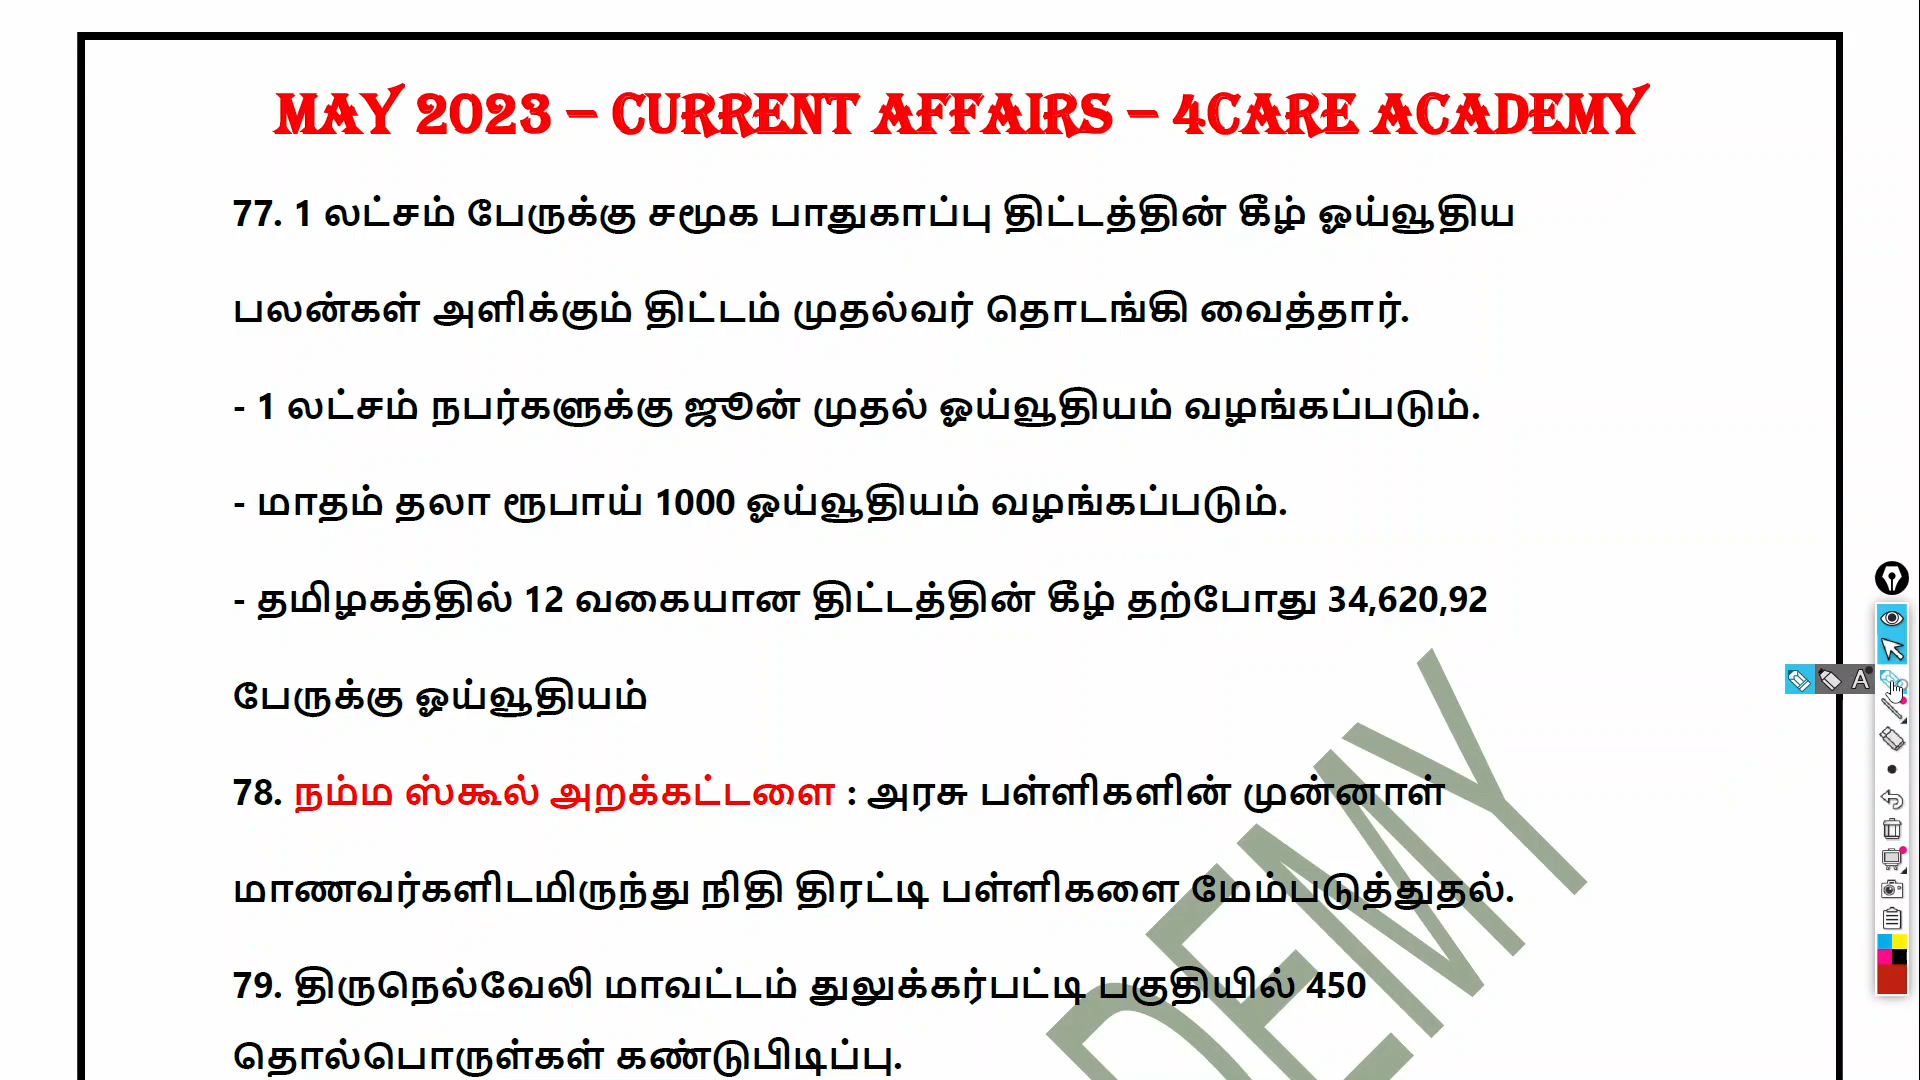 MAY 2023 – CURRENT AFFAIRS – 4CARE ACADEMY
77. 1 லட்சம் பேருக்கு சமூக பாதுகாப்பு திட்டத்தின் கீழ் ஓய்வூதிய
பலன்கள் அளிக்கும் திட்டம் முதல்வர் தொடங்கி வைத்தார்.
- 1 லட்சம் நபர்களுக்கு ஜூன் முதல் ஓய்வூதியம் வழங்கப்படும்.
- மாதம் தலா ரூபாய் 1000 ஓய்வூதியம் வழங்கப்படும்.
- தமிழகத்தில் 12 வகையான திட்டத்தின் கீழ் தற்போது 34,620,92
பேருக்கு ஓய்வூதியம்
78. நம்ம ஸ்கூல் அறக்கட்டளை : அரசு பள்ளிகளின் முன்னாள்
மாணவர்களிடமிருந்து நிதி திரட்டி பள்ளிகளை மேம்படுத்துதல்.
79. திருநெல்வேலி மாவட்டம் துலுக்கர்பட்டி பகுதியில் 450
தொல்பொருள்கள் கண்டுபிடிப்பு.
DEMY
A